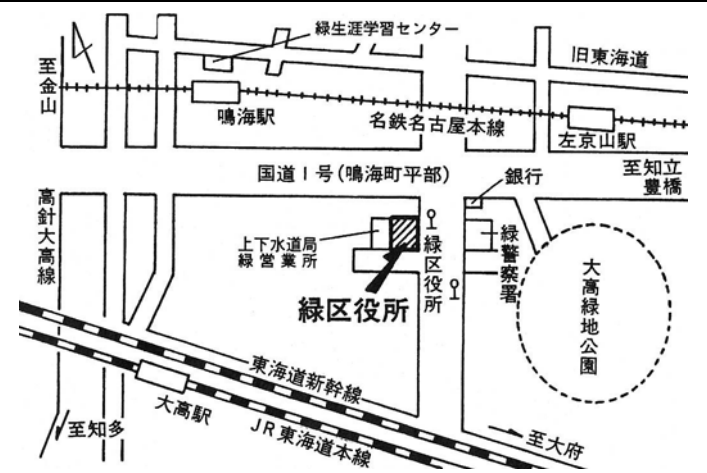 緑生涯学習センター
旧東海道
至金山
鳴海駅
名鉄名古屋本線
左京山駅
国道1号(鳴海町平部)
至知立
豊橋
銀行
高針大高線
上下水道局
緑営業所
緑区役所
緑警察署
緑区役所
大高緑地公園
東海道新幹線
大高駅
JR東海道本線
至知多
至大府